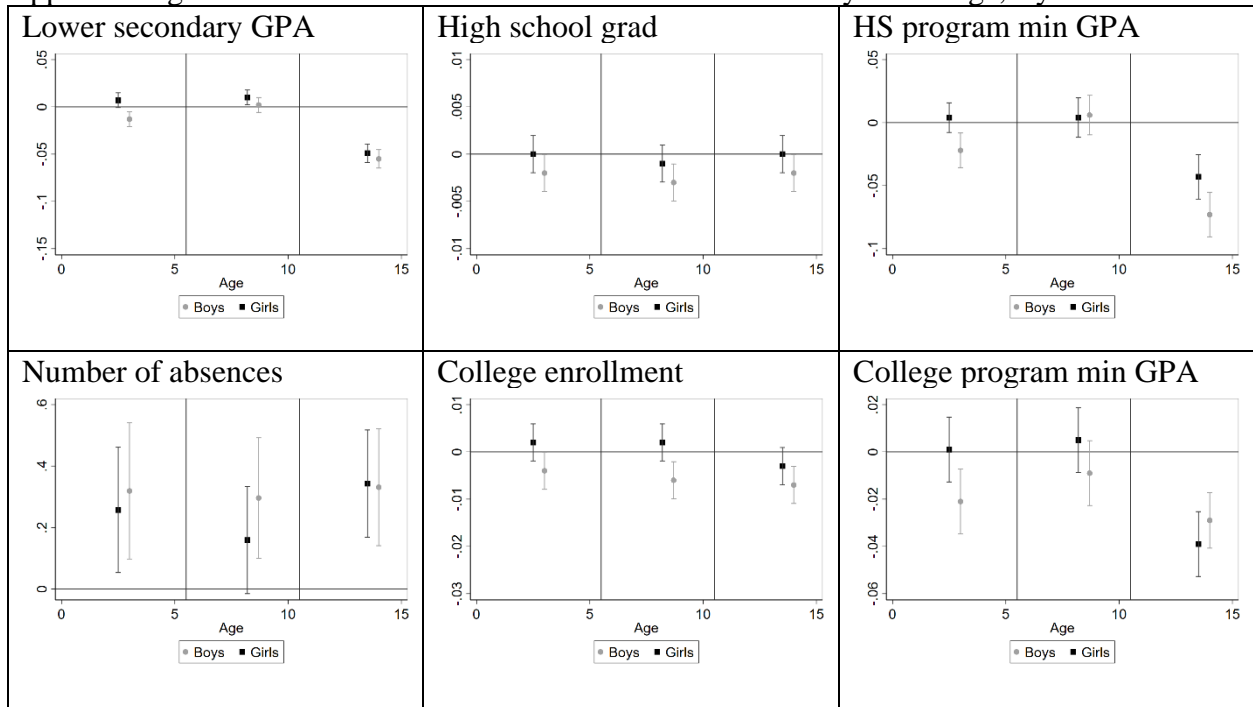 Lower secondary GPA
.05
0
-.05
-.1
-.15
0 5 10 15
Age
Boys Girls
High school grad
.01
.005
0
-.005
-.01
0 5 10 15
Age
Boys Girls
HS program min GPA
.05
0
-.05
-.1
0 5 10 15
Age
Boys Girls
Number of absences
.6
.4
.2
0
0 5 10 15
Age
Boys Girls
College enrollment
.01
0
-.01
-.02
-.03
0 5 10 15
Age
Boys Girls
College program min GPA
.02
0
-.02
-.04
-.06
0 5 10 15
Age
Boys Girls